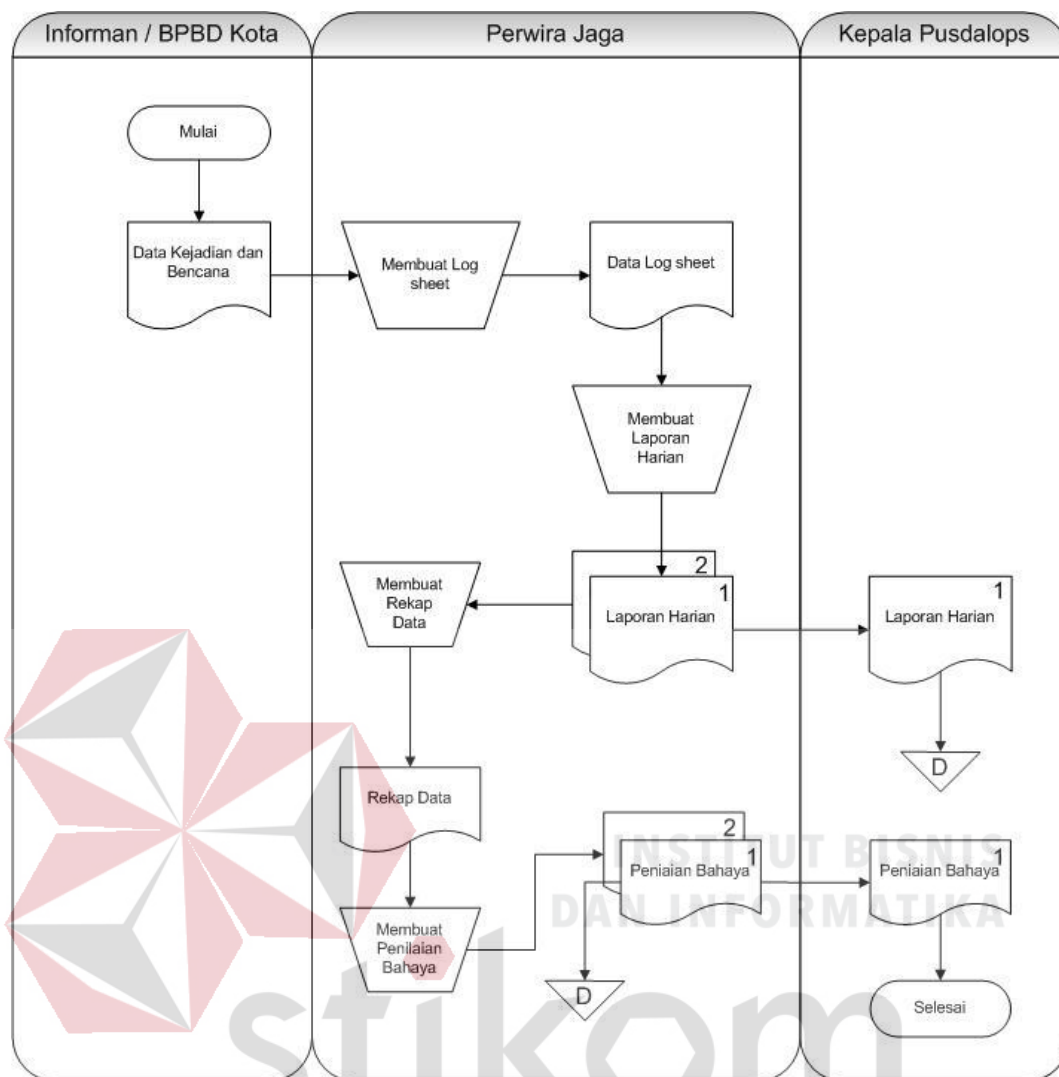 Informan / BPBD Kota
Perwira Jaga
Kepala Pusdalops
Mulai
Data Kejadian dan
Bencana
Membuat Log
sheet
Data Log sheet
Membuat
Laporan
Harian
Membuat
Rekap
Data
2
1
Laporan Harian
1
Laporan Harian
D
Rekap Data
2
1
Peniaian Bahaya
1
Peniaian Bahaya
INSTITUT BISNIS
DAN INFORMATIKA
Membuat
Penilaian
Bahaya
D
Selesai
stikom